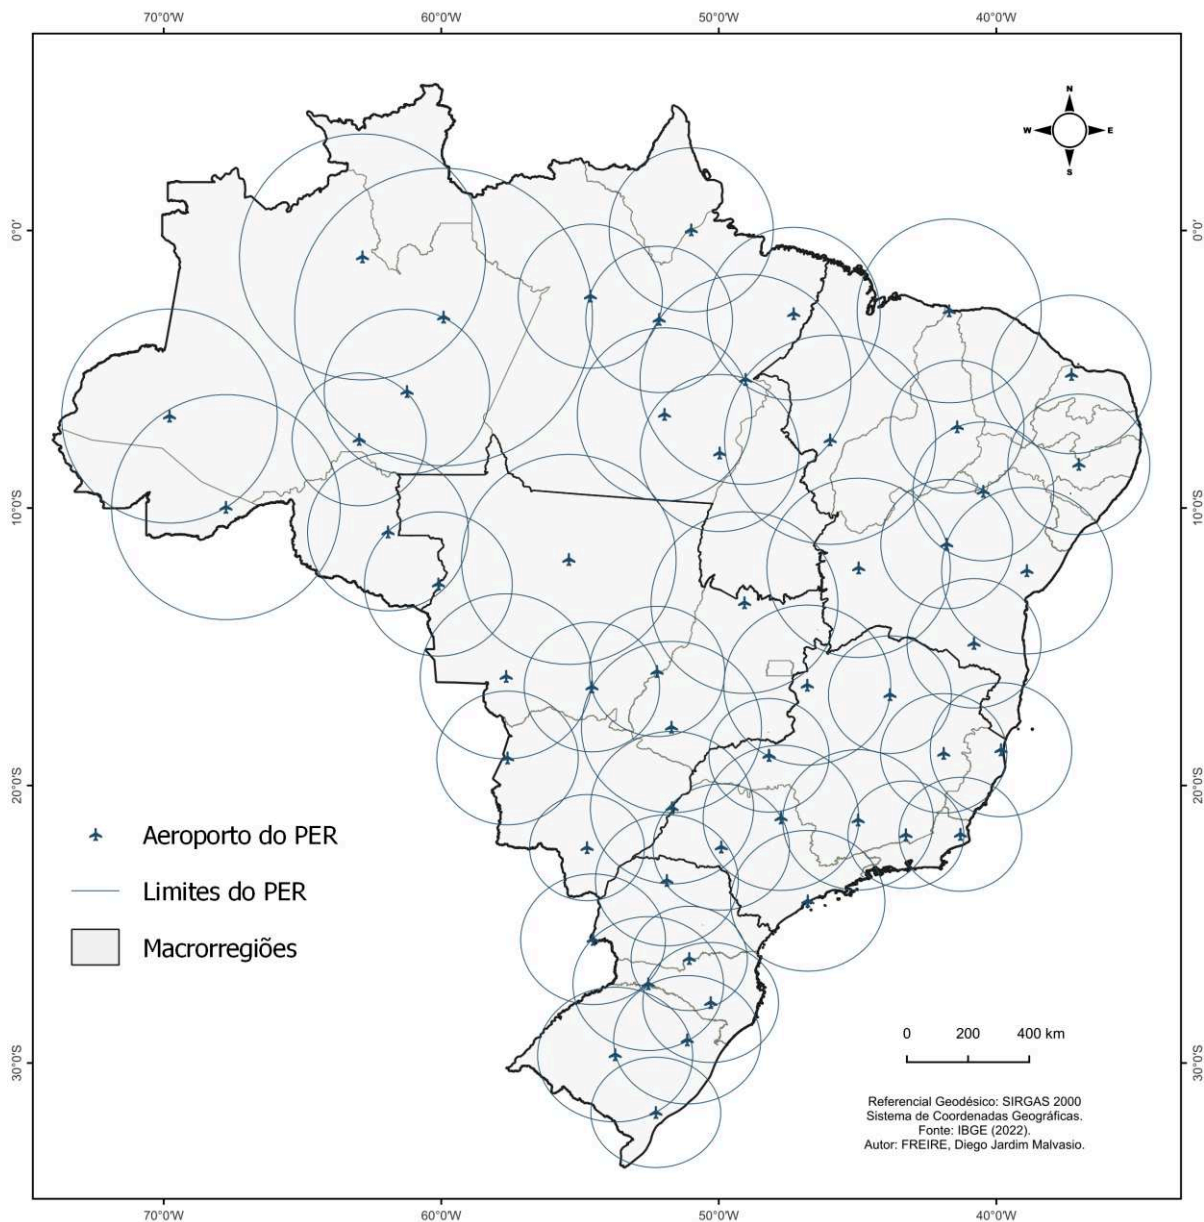 70°0'W 60°0'W 50°0'W 40°0'W
N
W E
S
0°0' 0°0'
10°0'S 10°0'S
20°0'S 20°0'S
30°0'S 30°0'S
Aeroporto do PER
Limites do PER
Macrorregiões
0 200 400 km
Referencial Geodésico: SIRGAS 2000
Sistema de Coordenadas Geográficas.
Fonte: IBGE (2022).
Autor: FREIRE, Diego Jardim Malvasio.
70°0'W 60°0'W 50°0'W 40°0'W